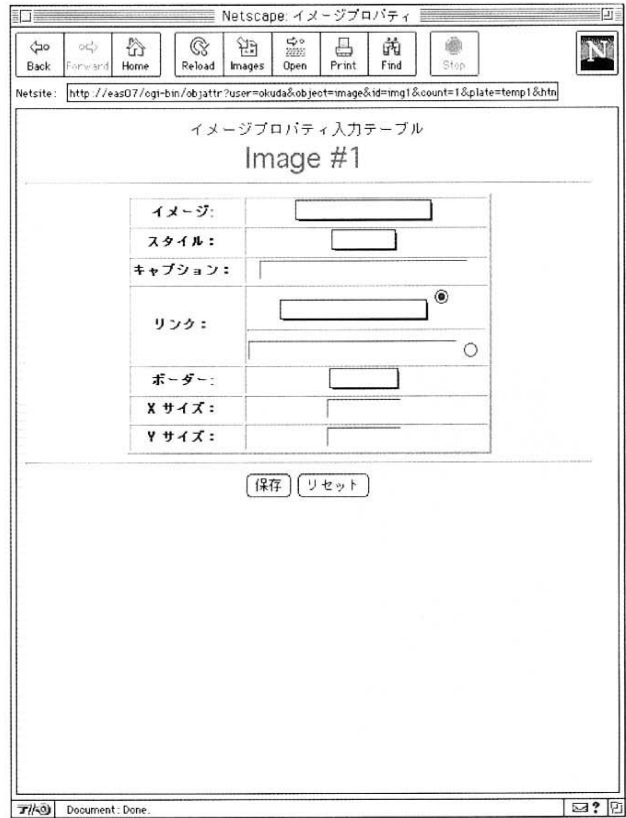 Netscape: イメージプロパティ
Back Forward Home Reload Images Open Print Find Stop
N
Netsite: http://eas07/cgi-bin/objattr?user=okuda&object=image&id=img1&count=1&plate=temp1&htn
イメージプロパティ入力テーブル
Image #1
イメージ:
スタイル:
キャプション:
リンク:
ボーダー:
X サイズ:
Y サイズ:
保存 リセット
Document: Done.
?